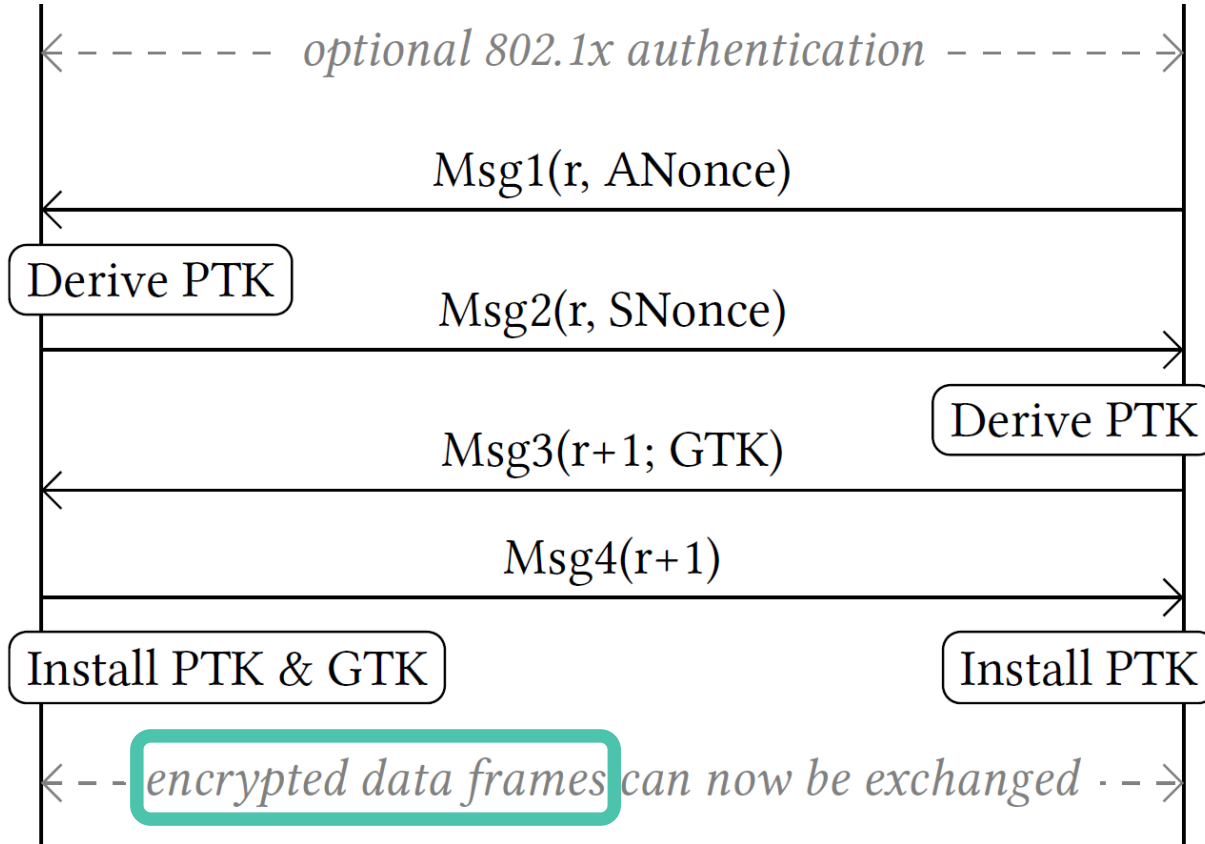 optional 802.1x authentication
Msg1(r, ANonce)
Derive PTK
Msg2(r, SNonce)
Derive PTK
Msg3(r+1; GTK)
Msg4(r+1)
Install PTK & GTK
Install PTK
encrypted data frames can now be exchanged